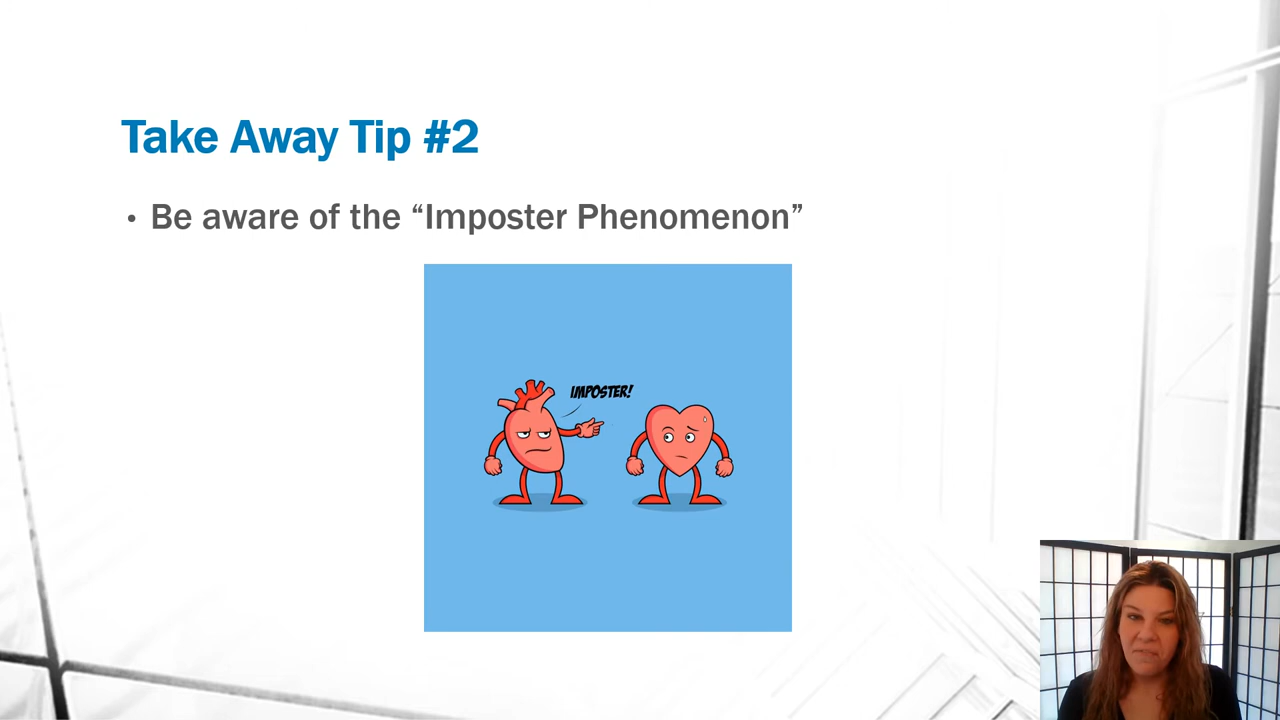 Take Away Tip #2
• Be aware of the “Imposter Phenomenon”
IMPOSTER!